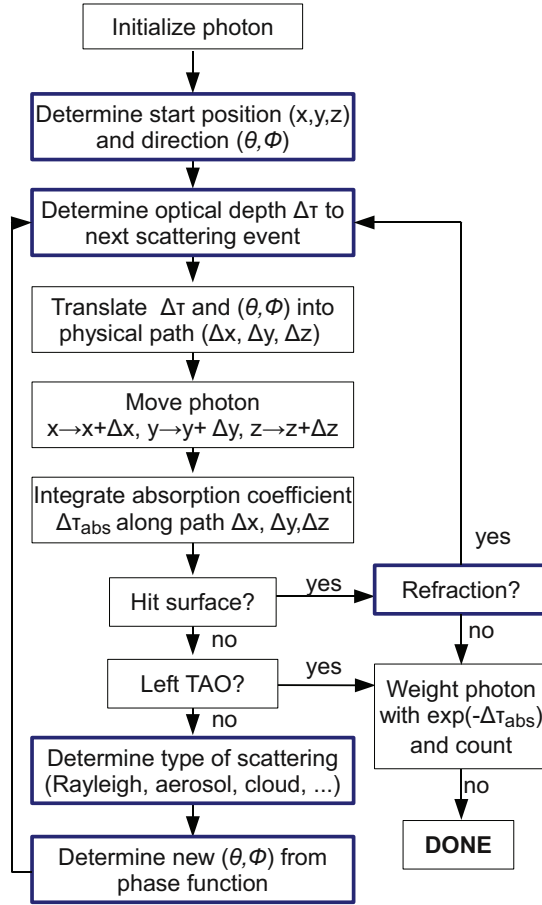 Initialize photon
Determine start position (x,y,z)
and direction (θ,Φ)
Determine optical depth Δτ to
next scattering event
Translate Δτ and (θ,Φ) into
physical path (Δx, Δy, Δz)
Move photon
x→x+Δx, y→y+ Δy, z→z+Δz
Integrate absorption coefficient
Δτabs along path Δx, Δy,Δz
yes
Hit surface?
yes
Refraction?
no
no
Left TAO?
yes
Weight photon
with exp(-Δτabs)
and count
no
Determine type of scattering
(Rayleigh, aerosol, cloud, ...)
no
DONE
Determine new (θ,Φ) from
phase function